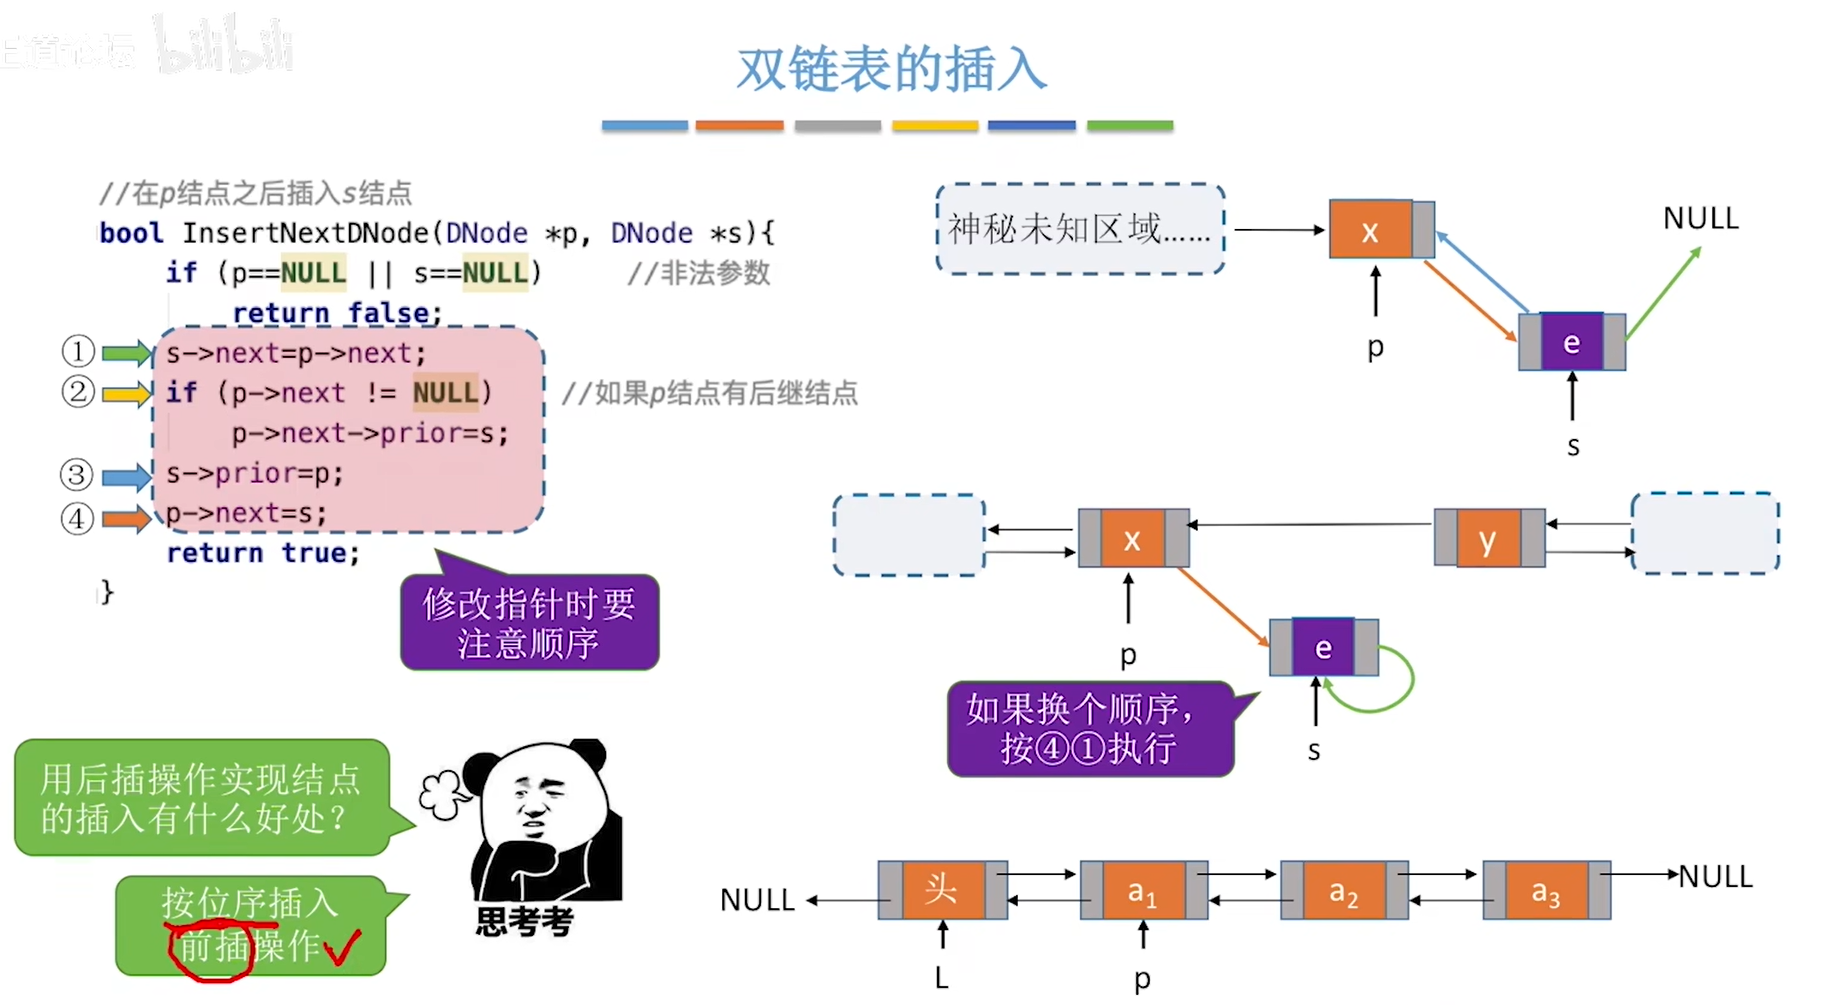 bilibili
双链表的插入
//在p结点之后插入s结点
bool InsertNextDNode(DNode *p, DNode *s){
if (p==NULL || s==NULL) //非法参数
return false;
① s->next=p->next;
② if (p->next != NULL) //如果p结点有后继结点
p->next->prior=s;
③ s->prior=p;
④ p->next=s;
return true;
}
修改指针时要
注意顺序
神秘未知区域……
x
NULL
p
e
s
x
y
p
e
s
如果换个顺序，
按④①执行
用后插操作实现结点
的插入有什么好处？
按位序插入
前插操作
思考考
NULL
头
a1
a2
a3
NULL
L
p